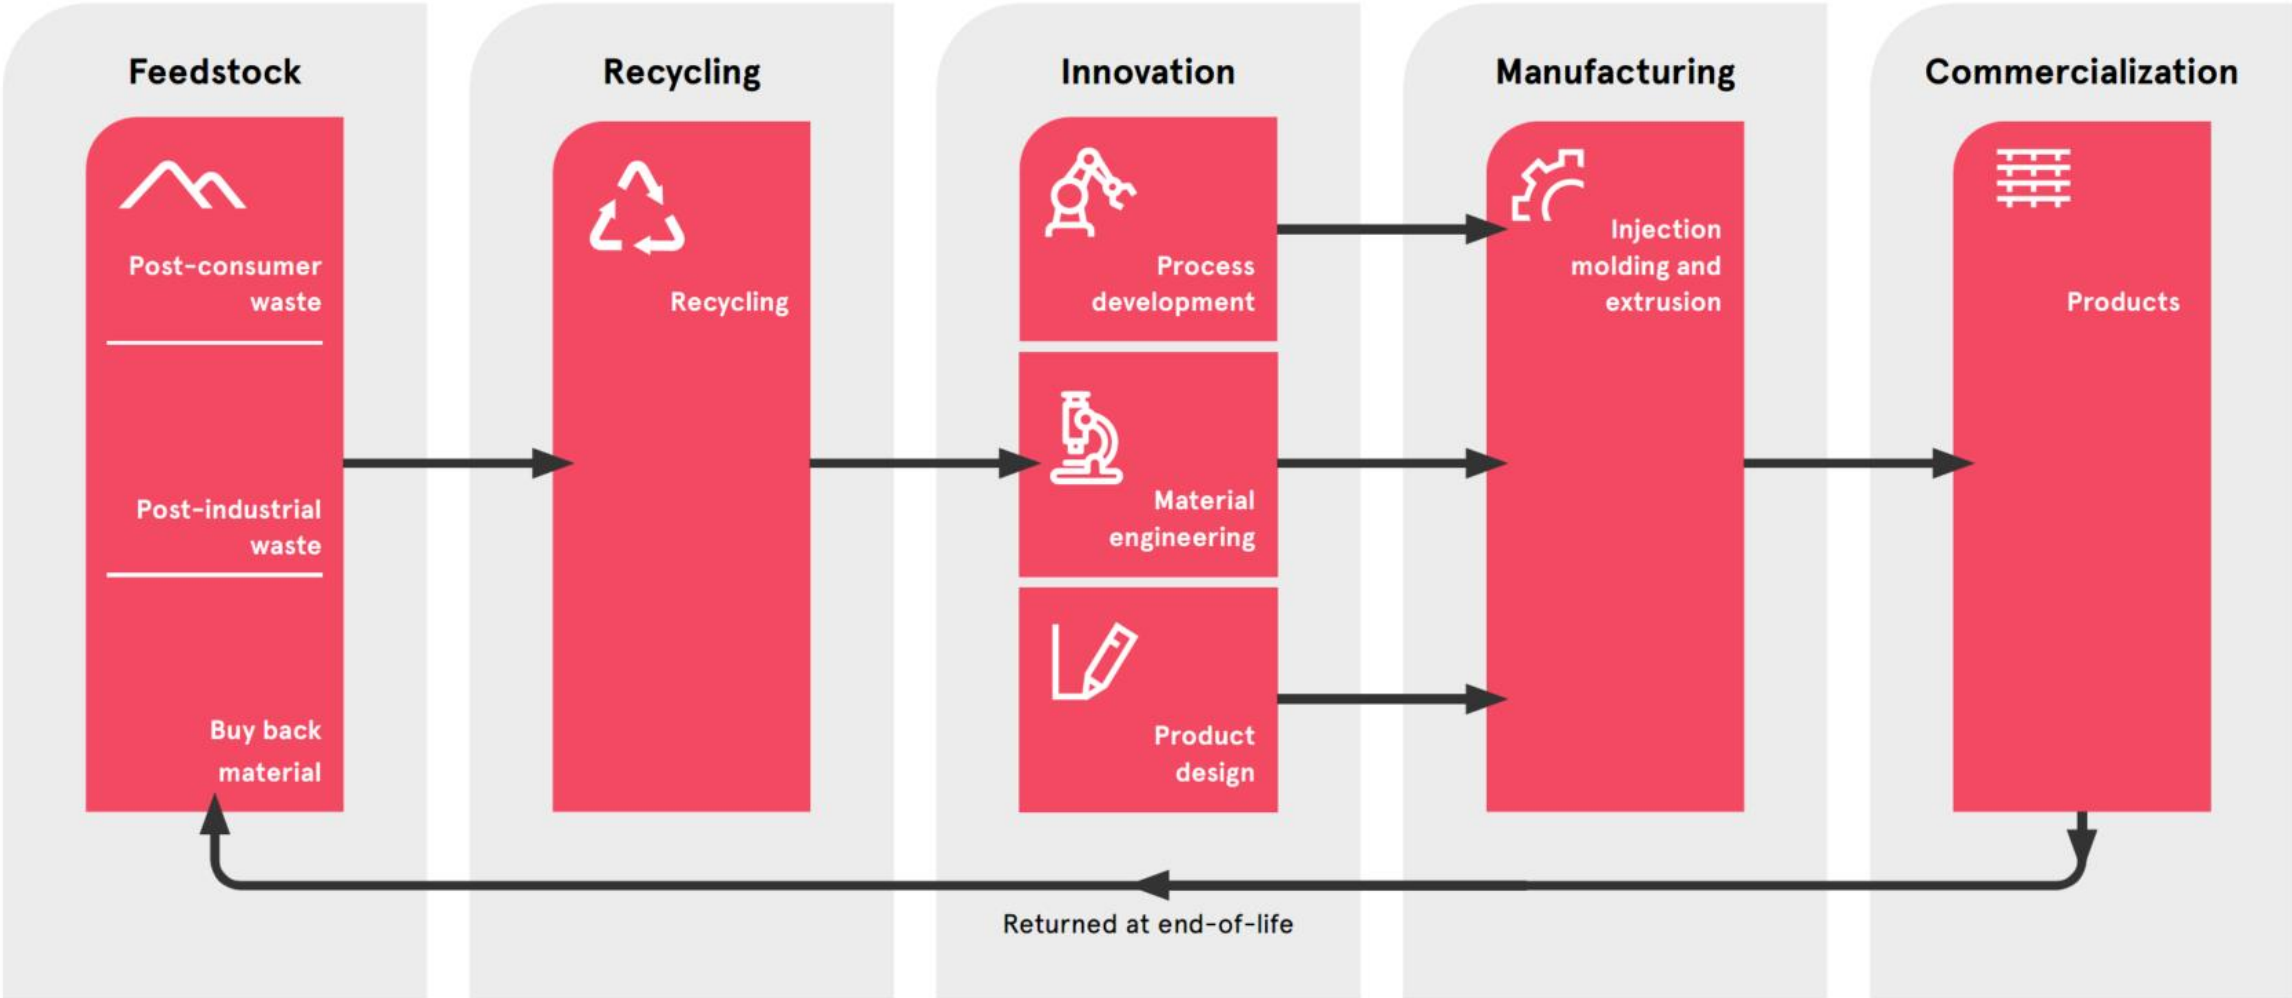 Feedstock
Post-consumer
waste
Post-industrial
waste
Buy back
material
Recycling
Recycling
Innovation
Process
development
Material
engineering
Product
design
Manufacturing
Injection
molding and
extrusion
Commercialization
Products
Returned at end-of-life